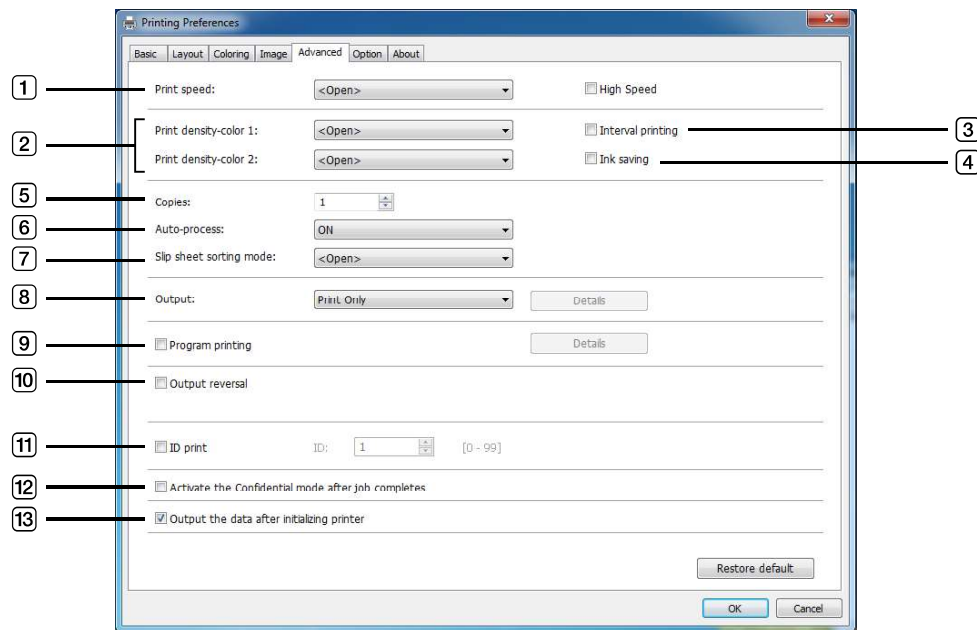 Printing Preferences
Basic Layout Coloring Image Advanced Option About
1 Print speed: <Open> High Speed
2 Print density-color 1: <Open> Interval printing 3
Print density-color 2: <Open> Ink saving 4
5 Copies: 1
6 Auto-process: ON
7 Slip sheet sorting mode: <Open>
8 Output: Print Only Details
9 Program printing Details
10 Output reversal
11 ID print ID: 1 [0 - 99]
12 Activate the Confidential mode after job completes
13 Output the data after initializing printer
Restore default
OK Cancel